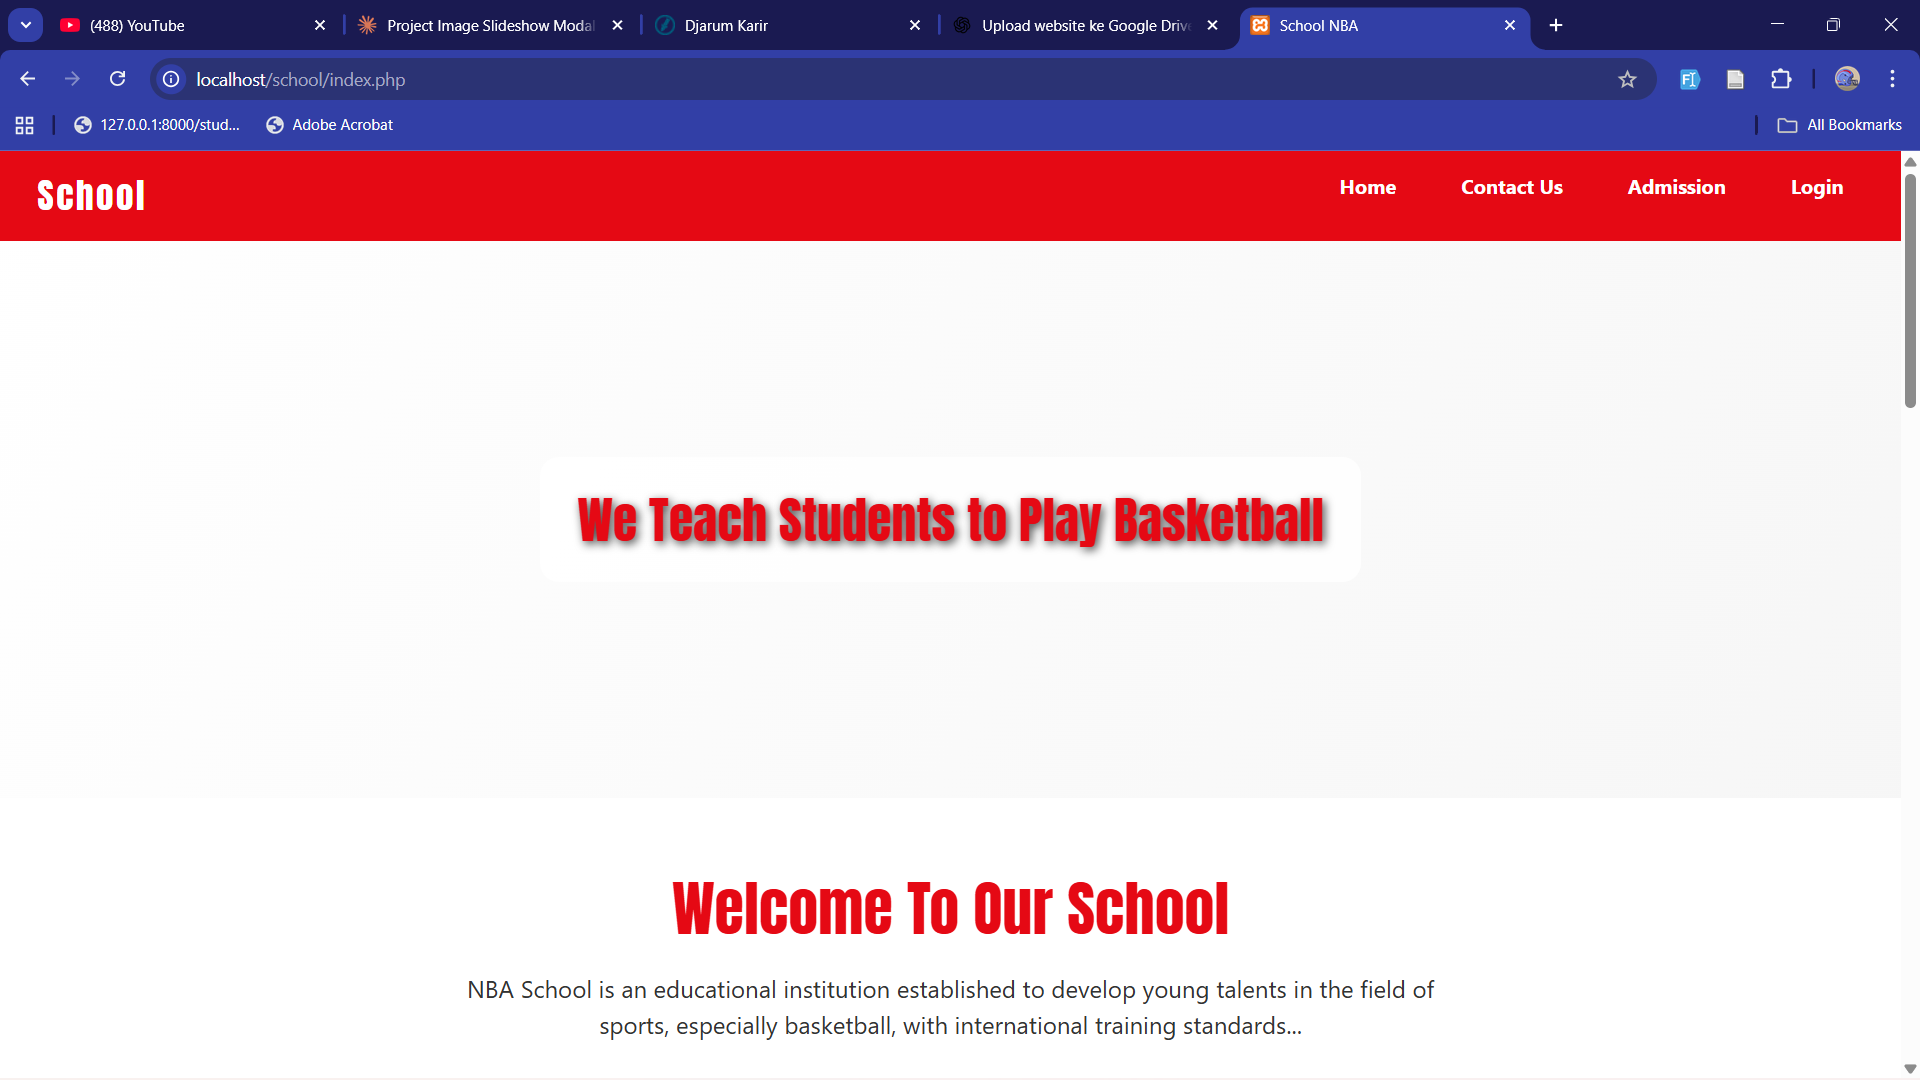 (488) YouTube
Project Image Slideshow Modal
Djarum Karir
Upload website ke Google Drive
School NBA
localhost/school/index.php
127.0.0.1:8000/stud...
Adobe Acrobat
All Bookmarks
School
Home
Contact Us
Admission
Login
We Teach Students to Play Basketball
Welcome To Our School
NBA School is an educational institution established to develop young talents in the field of
sports, especially basketball, with international training standards...